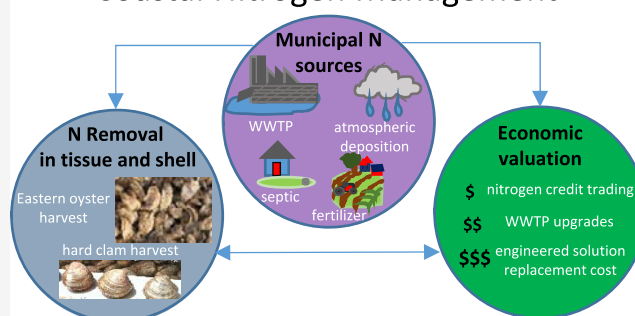 Municipal N
sources
WWTP
atmospheric
deposition
septic
fertilizer
N Removal
in tissue and shell
Eastern oyster
harvest
hard clam harvest
Economic
valuation
$ nitrogen credit trading
$$ WWTP upgrades
$$$ engineered solution
replacement cost